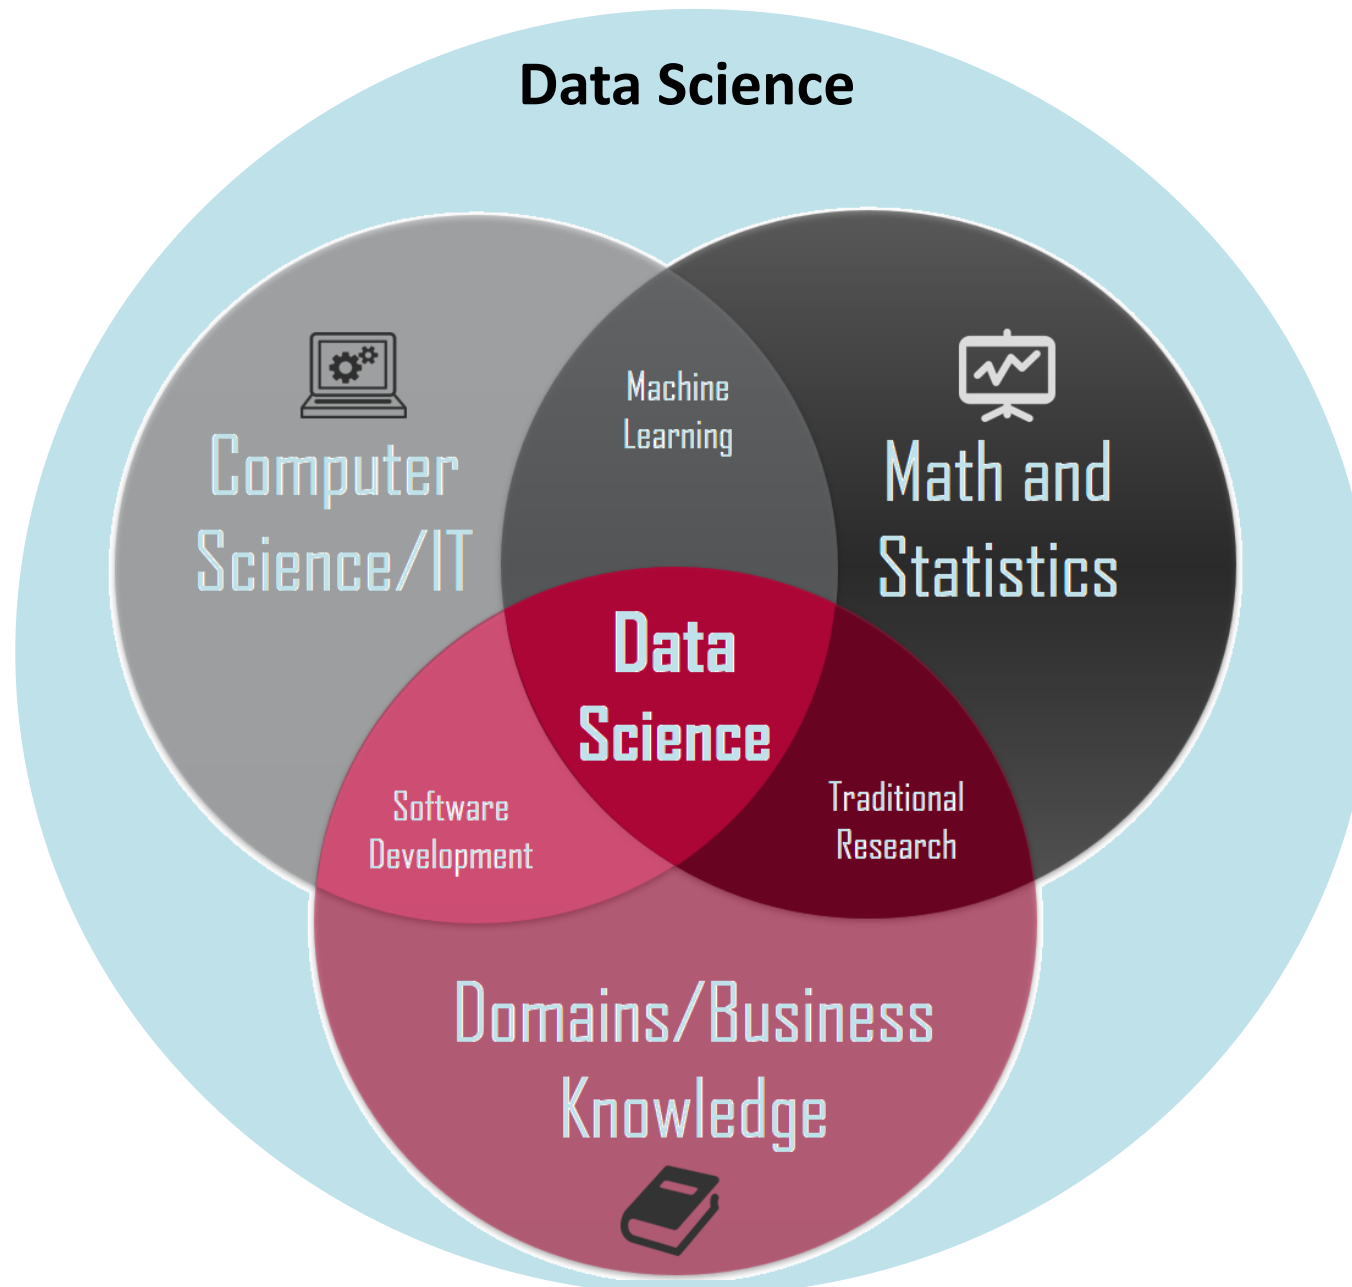 Data Science
Machine
Learning
Computer
Science/IT
Math and
Statistics
Data
Science
Software
Development
Traditional
Research
Domains/Business
Knowledge